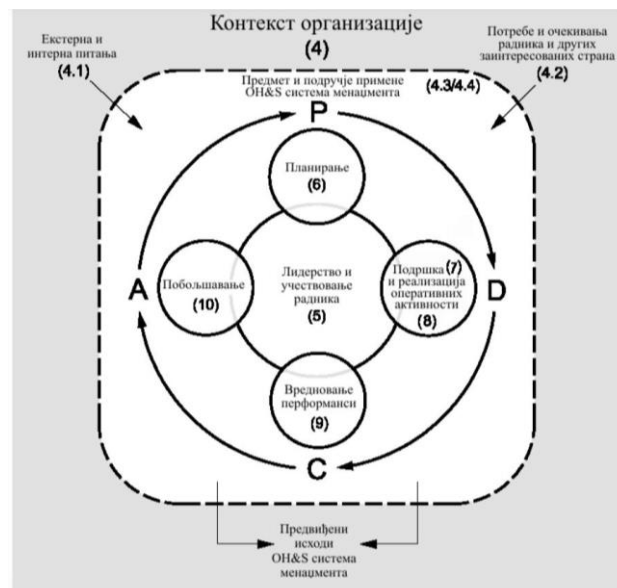 Контекст организације
(4)
Екстерна и
интерна питања
(4.1)
Потребе и очекивања
радника и других
заинтересованих страна
(4.2)
Предмет и подручје примене
OH&S система менаџмента
(4.3/4.4)
P
Планирање
(6)
A
Побољшавање
(10)
Лидерство и
учествовање
радника
(5)
Подршка (7)
и реализација
оперативних
активности
(8)
D
Вредновање
перформанси
(9)
C
Предвиђени
исходи
OH&S система
менаџмента